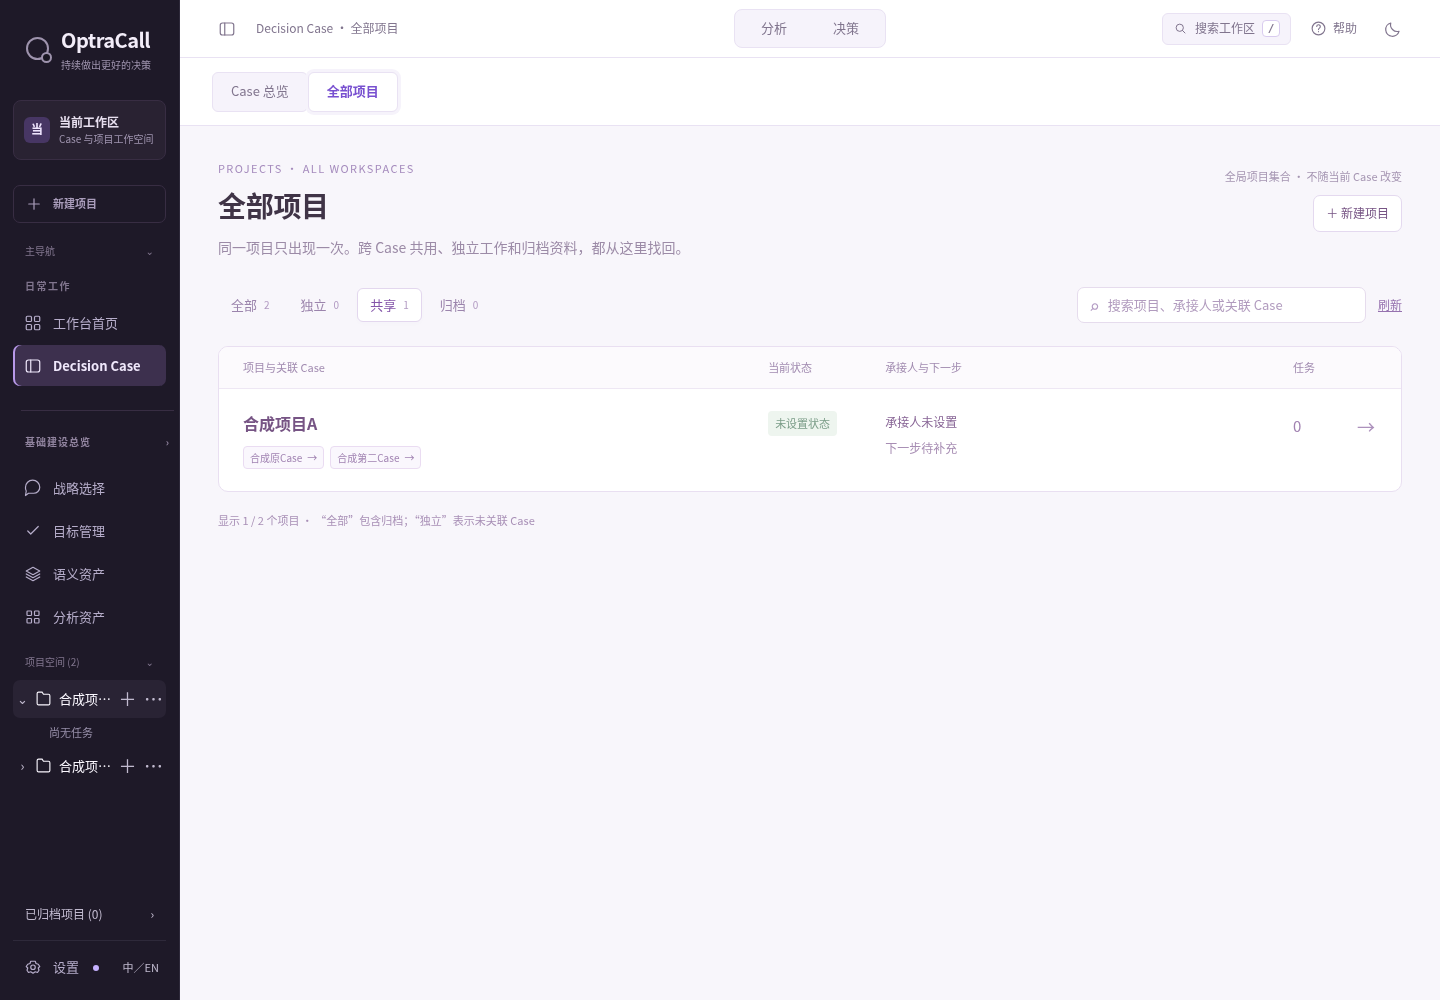 OptraCall
持续做出更好的决策
当
当前工作区
Case 与项目工作空间
新建项目
主导航
日常工作
工作台首页
Decision Case
基础建设总览
战略选择
目标管理
语义资产
分析资产
项目空间 (2)
合成项…
尚无任务
合成项…
已归档项目 (0)
设置
中／EN
Decision Case · 全部项目
分析
决策
搜索工作区 /
帮助
Case 总览
全部项目
PROJECTS · ALL WORKSPACES
全部项目
同一项目只出现一次。跨 Case 共用、独立工作和归档资料，都从这里找回。
全局项目集合 · 不随当前 Case 改变
＋ 新建项目
全部 2
独立 0
共享 1
归档 0
搜索项目、承接人或关联 Case
刷新
项目与关联 Case
当前状态
承接人与下一步
任务
合成项目A
合成原Case →
合成第二Case →
未设置状态
承接人未设置
下一步待补充
0
→
显示 1 / 2 个项目 · “全部”包含归档；“独立”表示未关联 Case